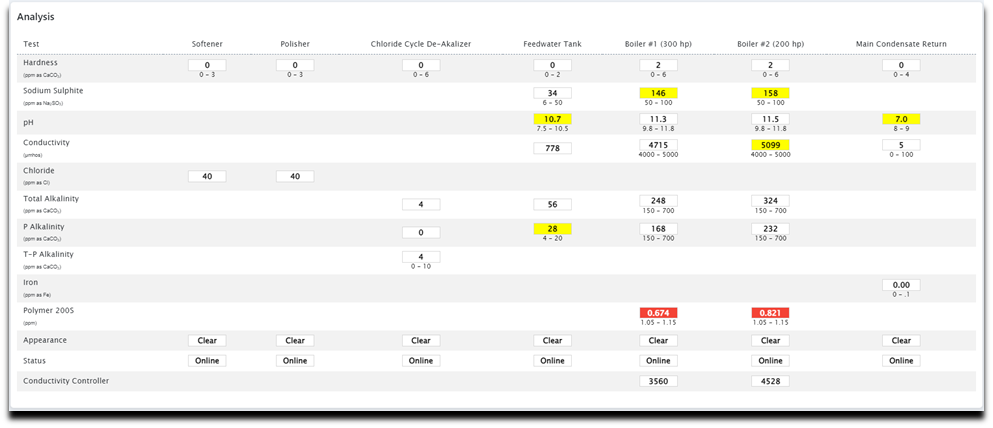 Analysis
Test Softener Polisher Chloride Cycle De-Akalizer Feedwater Tank Boiler #1 (300 hp) Boiler #2 (200 hp) Main Condensate Return
Hardness 0 0 0 0 2 2 0
(ppm as CaCO₃) 0 – 3 0 – 3 0 – 6 0 – 2 0 – 6 0 – 6 0 – 4
Sodium Sulphite 34 146 158
(ppm as Na₂SO₃) 6 – 50 50 – 100 50 – 100
pH 10.7 11.3 11.5 7.0
7.5 – 10.5 9.8 – 11.8 9.8 – 11.8 8 – 9
Conductivity 778 4715 5099 5
(µmhos) 4000 – 5000 4000 – 5000 0 – 100
Chloride 40 40
(ppm as Cl)
Total Alkalinity 4 56 248 324
(ppm as CaCO₃) 150 – 700 150 – 700
P Alkalinity 0 28 168 232
(ppm as CaCO₃) 4 – 20 150 – 700 150 – 700
T-P Alkalinity 4
(ppm as CaCO₃) 0 – 10
Iron 0.00
(ppm as Fe) 0 – .1
Polymer 2005 0.674 0.821
(ppm) 1.05 – 1.15 1.05 – 1.15
Appearance Clear Clear Clear Clear Clear Clear Clear
Status Online Online Online Online Online Online Online
Conductivity Controller 3560 4528